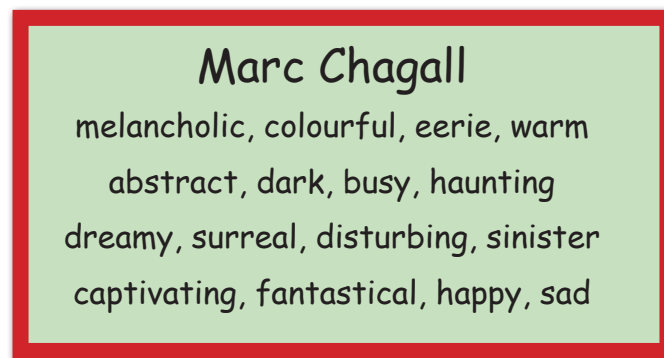 Marc Chagall
melancholic, colourful, eerie, warm
abstract, dark, busy, haunting
dreamy, surreal, disturbing, sinister
captivating, fantastical, happy, sad